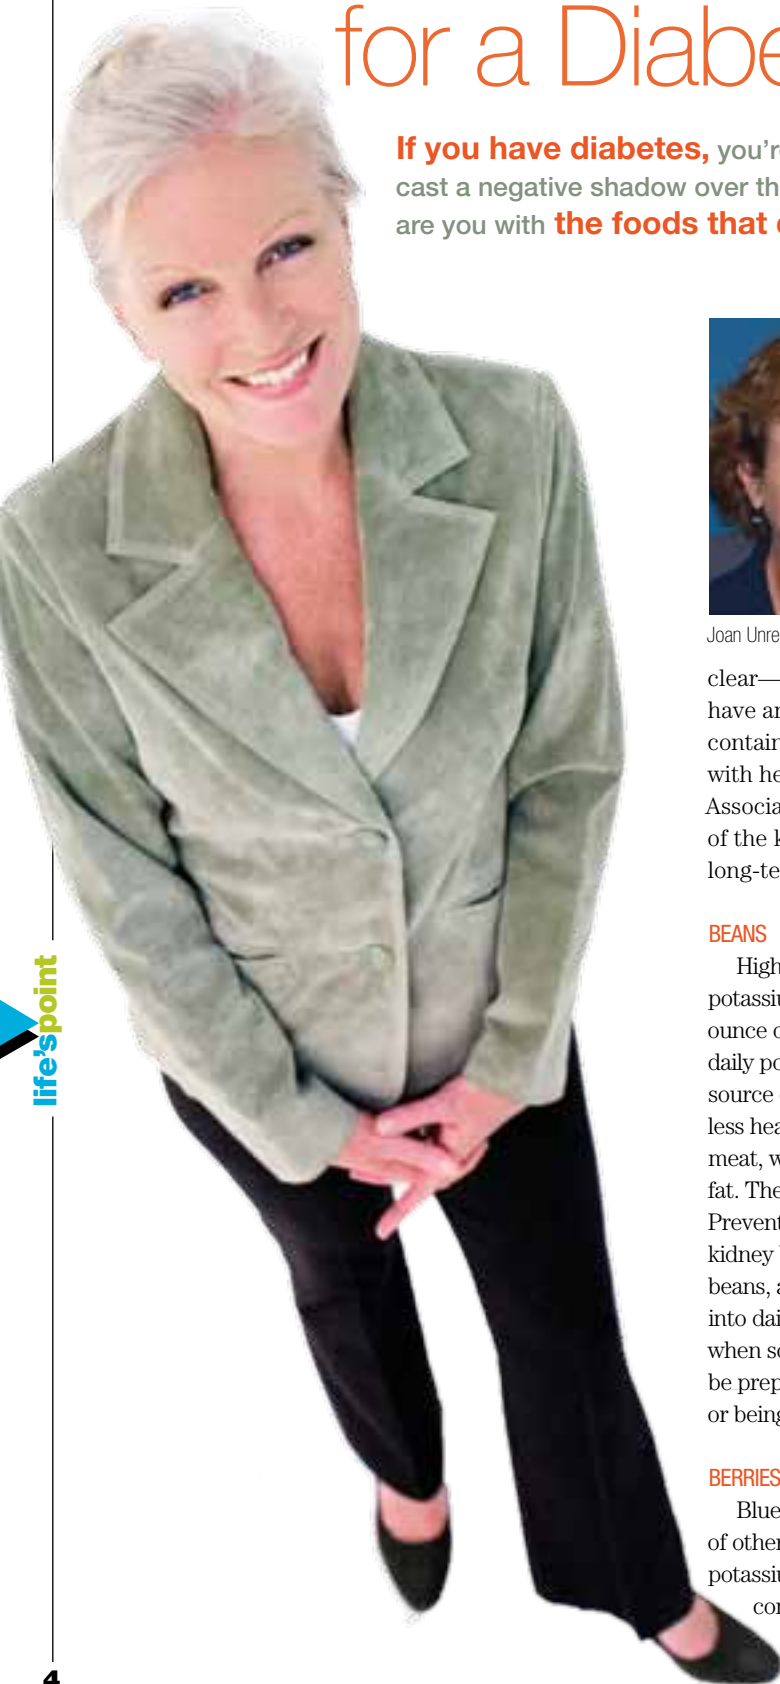 for a Diabe
If you have diabetes, you're
cast a negative shadow over th
are you with the foods that
Joan Unre
clear—
have an
contain
with he
Associa
of the k
long-te
BEANS
High
potassiu
ounce o
daily po
source
less hea
meat, w
fat. The
Prevent
kidney
beans, a
into dai
when so
be prep
or being
BERRIES
Blue
of other
potassiu
con
life'spoint
4